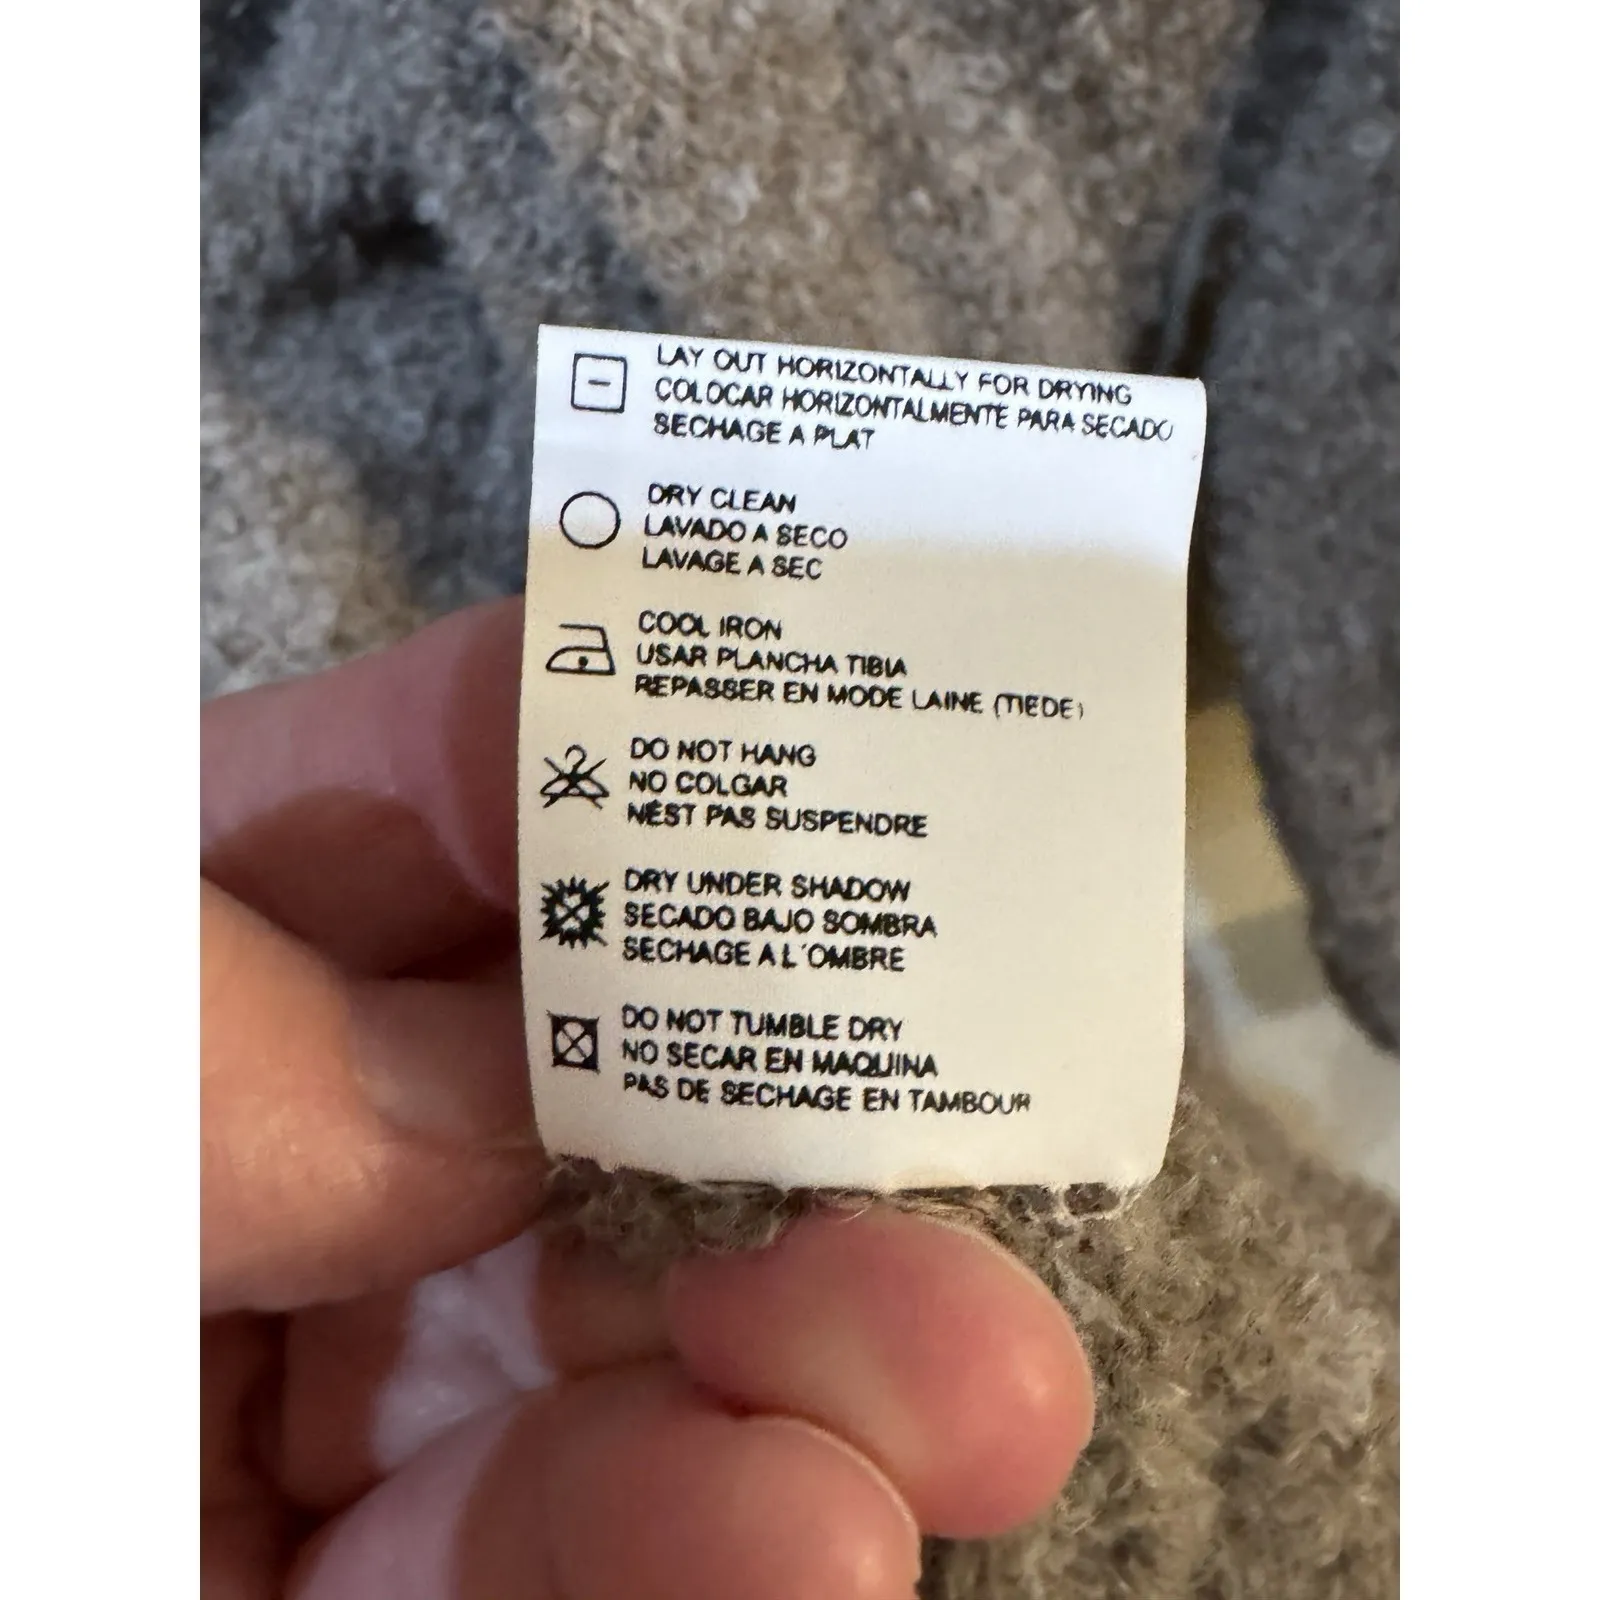 LAY OUT HORIZONTALLY FOR DRYING
COLOCAR HORIZONTALMENTE PARA SECADO
SECHAGE A PLAT
DRY CLEAN
LAVADO A SECO
LAVAGE A SEC
COOL IRON
USAR PLANCHA TIBIA
REPASSER EN MODE LAINE (TIEDE)
DO NOT HANG
NO COLGAR
NÉST PAS SUSPENDRE
DRY UNDER SHADOW
SECADO BAJO SOMBRA
SECHAGE A L´OMBRE
DO NOT TUMBLE DRY
NO SECAR EN MAQUINA
PAS DE SECHAGE EN TAMBOUR